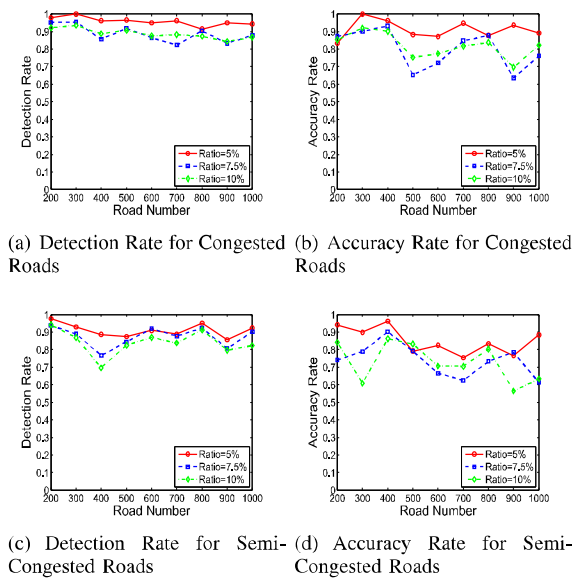 1
0.9
0.8
0.7
0.6
0.5
0.4
0.3
0.2
0.1
0
Detection Rate
200 300 400 500 600 700 800 900 1000
Road Number
Ratio=5%
Ratio=7.5%
Ratio=10%
1
0.9
0.8
0.7
0.6
0.5
0.4
0.3
0.2
0.1
0
Accuracy Rate
200 300 400 500 600 700 800 900 1000
Road Number
Ratio=5%
Ratio=7.5%
Ratio=10%
(a) Detection Rate for Congested
Roads
(b) Accuracy Rate for Congested
Roads
1
0.9
0.8
0.7
0.6
0.5
0.4
0.3
0.2
0.1
0
Detection Rate
200 300 400 500 600 700 800 900 1000
Road Number
Ratio=5%
Ratio=7.5%
Ratio=10%
1
0.9
0.8
0.7
0.6
0.5
0.4
0.3
0.2
0.1
0
Accuracy Rate
200 300 400 500 600 700 800 900 1000
Road Number
Ratio=5%
Ratio=7.5%
Ratio=10%
(c) Detection Rate for Semi-
Congested Roads
(d) Accuracy Rate for Semi-
Congested Roads